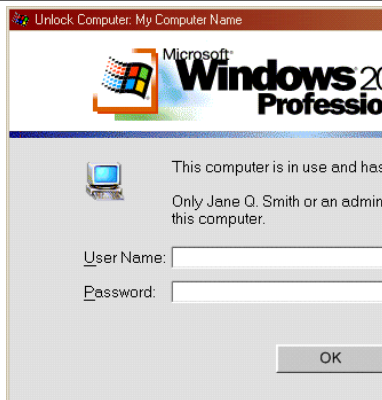 Unlock Computer: My Computer Name
Microsoft
Windows 20
Professio
This computer is in use and has
Only Jane Q. Smith or an admin
this computer.
User Name:
Password:
OK